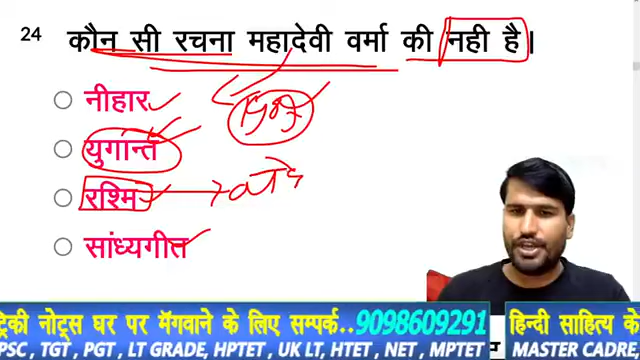 24 कौन सी रचना महादेवी वर्मा की नही है।
नीहार
युगान्त
रश्मि
सांध्यगीत
ट्रिकी नोट्स घर पर मॅगवाने के लिए सम्पर्क..9098609291 हिन्दी साहित्य के
PSC, TGT , PGT , LT GRADE, HPTET , UK LT, HTET , NET , MPTET MASTER CADRE